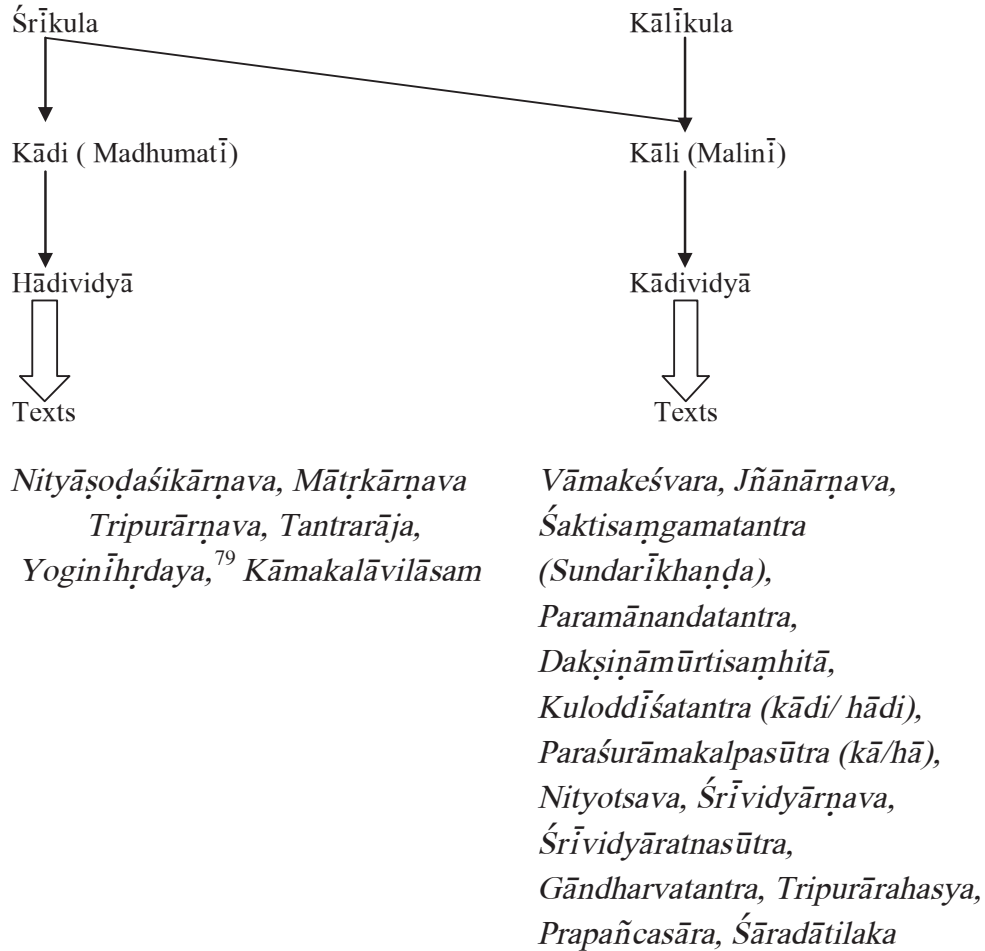 Śrīkula
Kālīkula
Kādi ( Madhumatī)
Kāli (Malinī)
Hādividyā
Kādividyā
Texts
Texts
Nityāṣoḍaśikārṇava, Mātṛkārṇava
Tripurārṇava, Tantrarāja,
Yoginīhṛdaya,79 Kāmakalāvilāsam
Vāmakeśvara, Jñānārṇava,
Śaktisaṃgamatantra
(Sundarīkhaṇḍa),
Paramānandatantra,
Dakṣiṇāmūrtisaṃhitā,
Kuloddīśatantra (kādi/ hādi),
Paraśurāmakalpasūtra (kā/hā),
Nityotsava, Śrīvidyārṇava,
Śrīvidyāratnasūtra,
Gāndharvatantra, Tripurārahasya,
Prapañcasāra, Śāradātilaka